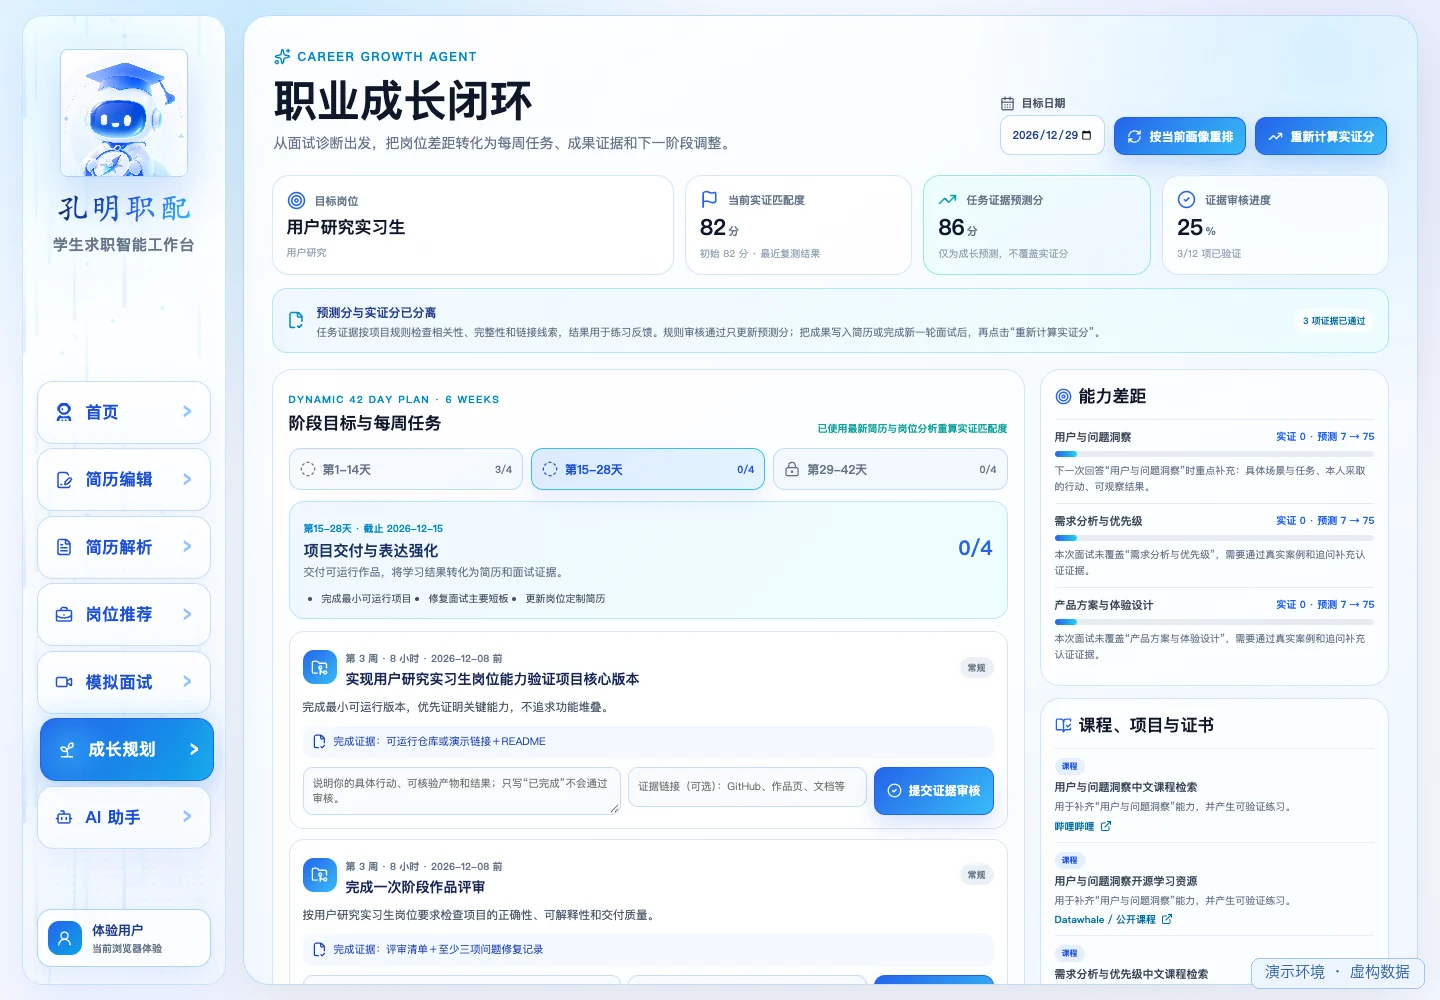 孔明职配
学生求职智能工作台
首页
简历编辑
简历解析
岗位推荐
模拟面试
成长规划
AI 助手
体验用户
当前浏览器体验
CAREER GROWTH AGENT
职业成长闭环
从面试诊断出发，把岗位差距转化为每周任务、成果证据和下一阶段调整。
目标日期
2026/12/29
按当前画像重排
重新计算实证分
目标岗位
用户研究实习生
用户研究
当前实证匹配度
82 分
初始 82 分 · 最近复测结果
任务证据预测分
86 分
仅为成长预测，不覆盖实证分
证据审核进度
25 %
3/12 项已验证
预测分与实证分已分离
任务证据按项目规则检查相关性、完整性和链接线索，结果用于练习反馈。规则审核通过只更新预测分；把成果写入简历或完成新一轮面试后，再点击“重新计算实证分”。
3 项证据已通过
DYNAMIC 42 DAY PLAN · 6 WEEKS
阶段目标与每周任务
已使用最新简历与岗位分析重算实证匹配度
第1–14天 3/4
第15–28天 0/4
第29–42天 0/4
第15–28天 · 截止 2026–12–15
项目交付与表达强化
0/4
交付可运行作品，将学习结果转化为简历和面试证据。
• 完成最小可运行项目 • 修复面试主要短板 • 更新岗位定制简历
第 3 周 · 8 小时 · 2026–12–08 前
实现用户研究实习生岗位能力验证项目核心版本
常规
完成最小可运行版本，优先证明关键能力，不追求功能堆叠。
完成证据：可运行仓库或演示链接＋README
说明你的具体行动、可核验产物和结果；只写“已完成”不会通过
审核。
证据链接（可选）：GitHub、作品页、文档等
提交证据审核
第 3 周 · 8 小时 · 2026–12–08 前
完成一次阶段作品评审
常规
按用户研究实习生岗位要求检查项目的正确性、可解释性和交付质量。
完成证据：评审清单＋至少三项问题修复记录
能力差距
用户与问题洞察
实证 0 · 预测 7 → 75
下一次回答“用户与问题洞察”时重点补充：具体场景与任务、本人采取
的行动、可观察结果。
需求分析与优先级
实证 0 · 预测 7 → 75
本次面试未覆盖“需求分析与优先级”，需要通过真实案例和追问补充认
证证据。
产品方案与体验设计
实证 0 · 预测 7 → 75
本次面试未覆盖“产品方案与体验设计”，需要通过真实案例和追问补充
认证证据。
课程、项目与证书
课程
用户与问题洞察中文课程检索
用于补齐“用户与问题洞察”能力，并产生可验证练习。
哔哩哔哩
课程
用户与问题洞察开源学习资源
用于补齐“用户与问题洞察”能力，并产生可验证练习。
Datawhale / 公开课程
课程
需求分析与优先级中文课程检索
演示环境 · 虚构数据